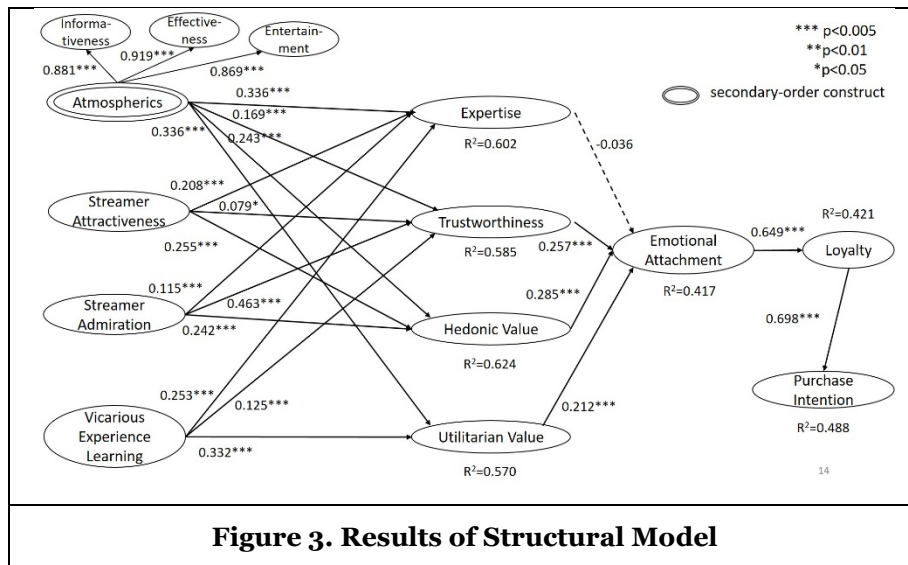 Informa-
tiveness
Effective-
ness
Entertain-
ment
*** p<0.005
**p<0.01
*p<0.05
secondary-order construct
0.881***
0.919***
0.869***
Atmospherics
0.336***
0.169***
0.243***
0.336***
Expertise
R²=0.602
-0.036
Streamer
Attractiveness
0.208***
0.079*
0.255***
Trustworthiness
R²=0.585
0.257***
Emotional
Attachment
R²=0.417
0.649***
R²=0.421
Loyalty
Streamer
Admiration
0.115***
0.463***
0.242***
Hedonic Value
R²=0.624
0.285***
0.698***
Vicarious
Experience
Learning
0.253***
0.125***
0.332***
Utilitarian Value
R²=0.570
0.212***
Purchase
Intention
R²=0.488
14
Figure 3. Results of Structural Model